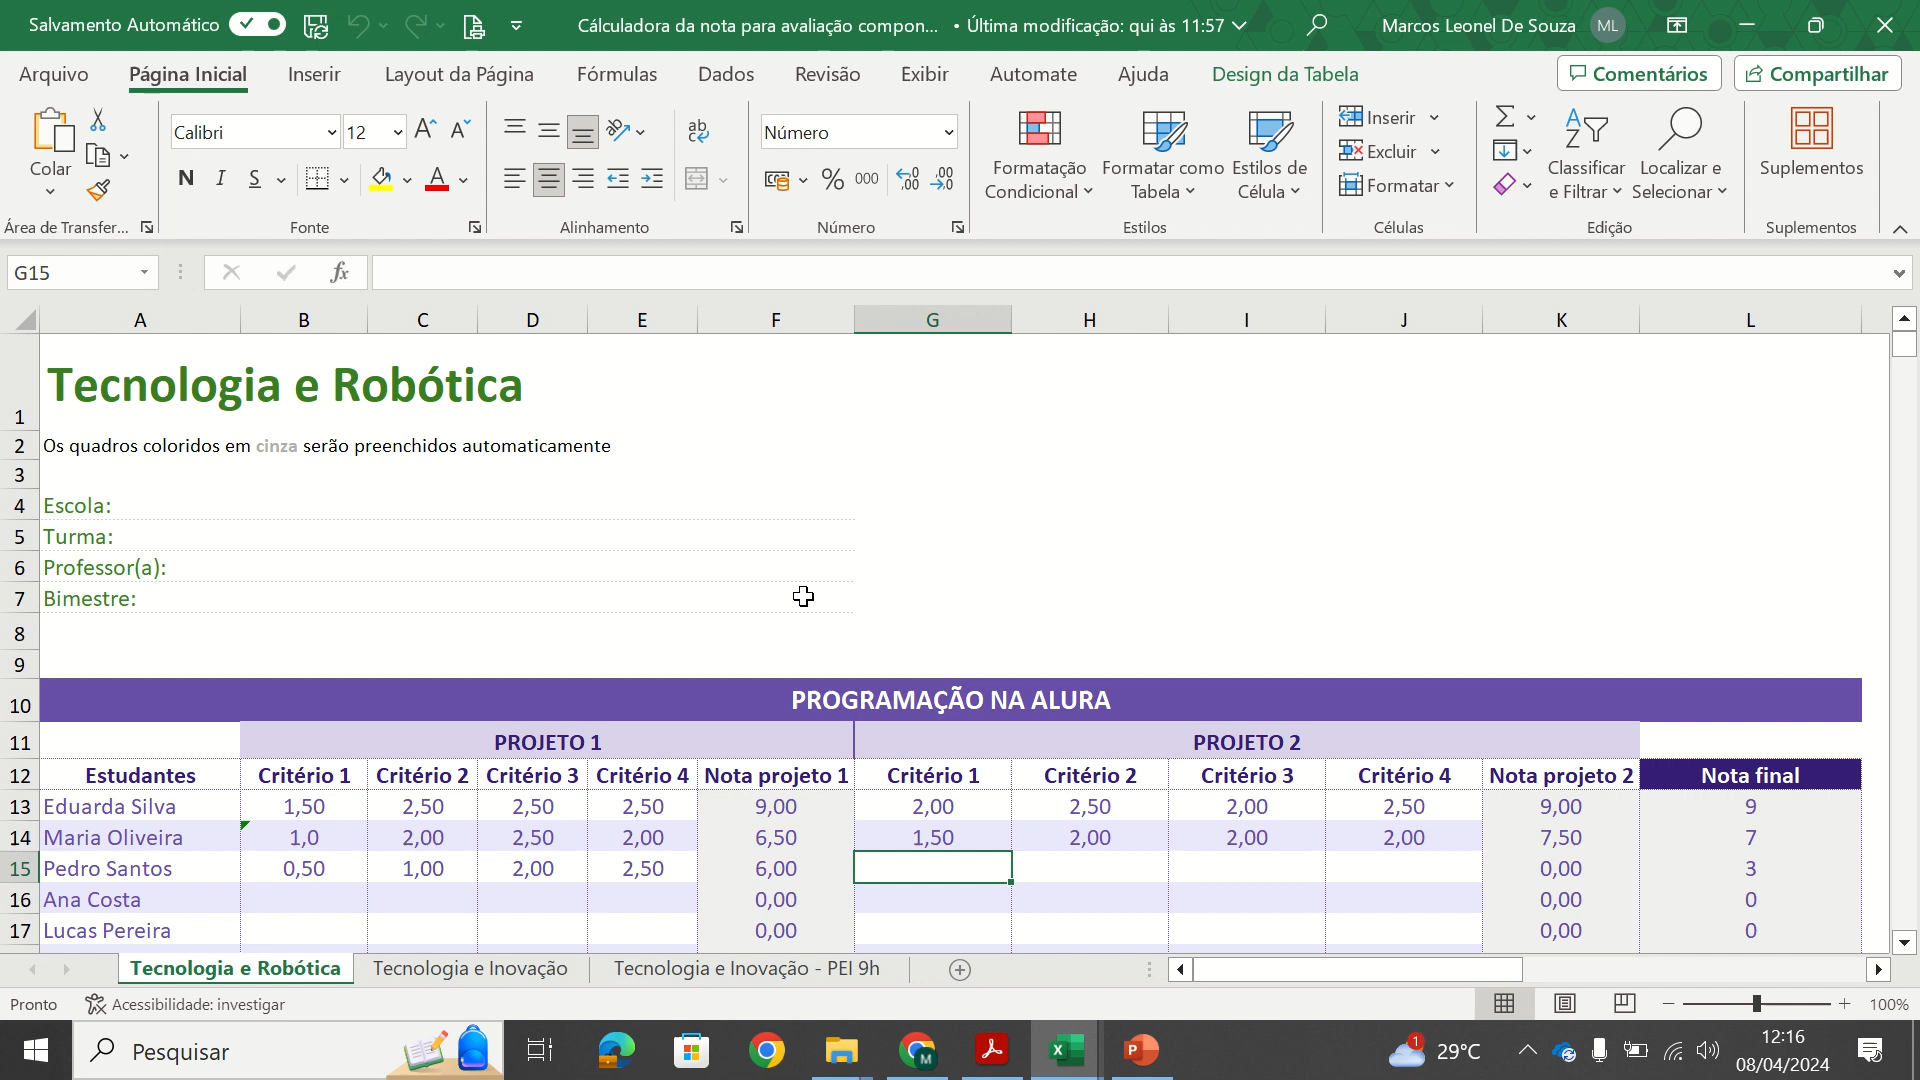 Salvamento Automático
Cálculadora da nota para avaliação compon... • Última modificação: qui às 11:57
Marcos Leonel De Souza ML
Arquivo Página Inicial Inserir Layout da Página Fórmulas Dados Revisão Exibir Automate Ajuda Design da Tabela Comentários Compartilhar
Colar
Área de Transfer...
Calibri 12
N I S A
Fonte
ab
Alinhamento
Número
% 000
Número
Formatação Condicional
Formatar como Tabela
Estilos de Célula
Estilos
Inserir
Excluir
Formatar
Células
Classificar e Filtrar
Localizar e Selecionar
Edição
Suplementos
Suplementos
G15 fx
A B C D E F G H I J K L
1 Tecnologia e Robótica
2 Os quadros coloridos em cinza serão preenchidos automaticamente
3
4 Escola:
5 Turma:
6 Professor(a):
7 Bimestre:
8
9
10 PROGRAMAÇÃO NA ALURA
11 PROJETO 1 PROJETO 2
12 Estudantes Critério 1 Critério 2 Critério 3 Critério 4 Nota projeto 1 Critério 1 Critério 2 Critério 3 Critério 4 Nota projeto 2 Nota final
13 Eduarda Silva 1,50 2,50 2,50 2,50 9,00 2,00 2,50 2,00 2,50 9,00 9
14 Maria Oliveira 1,0 2,00 2,50 2,00 6,50 1,50 2,00 2,00 2,00 7,50 7
15 Pedro Santos 0,50 1,00 2,00 2,50 6,00 0,00 3
16 Ana Costa 0,00 0,00 0
17 Lucas Pereira 0,00 0,00 0
Tecnologia e Robótica Tecnologia e Inovação Tecnologia e Inovação - PEI 9h
Pronto Acessibilidade: investigar 100%
Pesquisar
1 29°C
12:16
08/04/2024